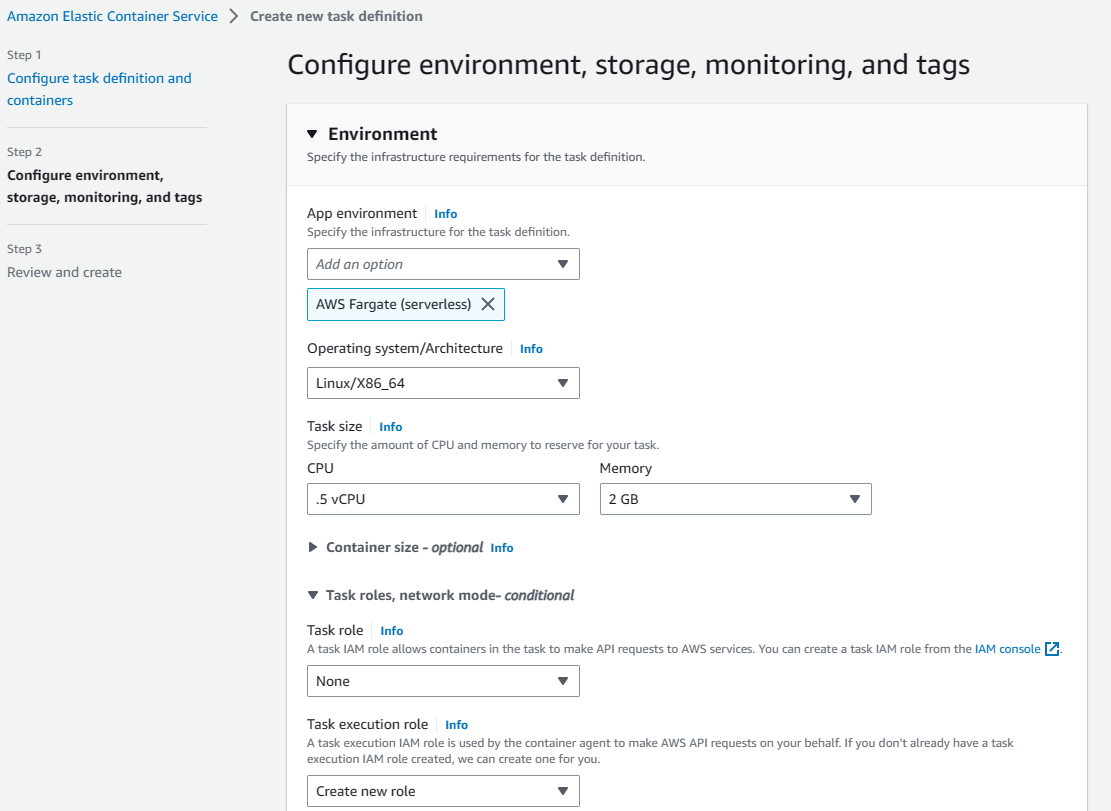 Amazon Elastic Container Service > Create new task definition
Step 1
Configure task definition and
containers
Step 2
Configure environment,
storage, monitoring, and tags
Step 3
Review and create
Configure environment, storage, monitoring, and tags
Environment
Specify the infrastructure requirements for the task definition.
App environment Info
Specify the infrastructure for the task definition.
Add an option
AWS Fargate (serverless)
Operating system/Architecture Info
Linux/X86_64
Task size Info
Specify the amount of CPU and memory to reserve for your task.
CPU Memory
.5 vCPU 2 GB
Container size - optional Info
Task roles, network mode- conditional
Task role Info
A task IAM role allows containers in the task to make API requests to AWS services. You can create a task IAM role from the IAM console.
None
Task execution role Info
A task execution IAM role is used by the container agent to make AWS API requests on your behalf. If you don't already have a task
execution IAM role created, we can create one for you.
Create new role